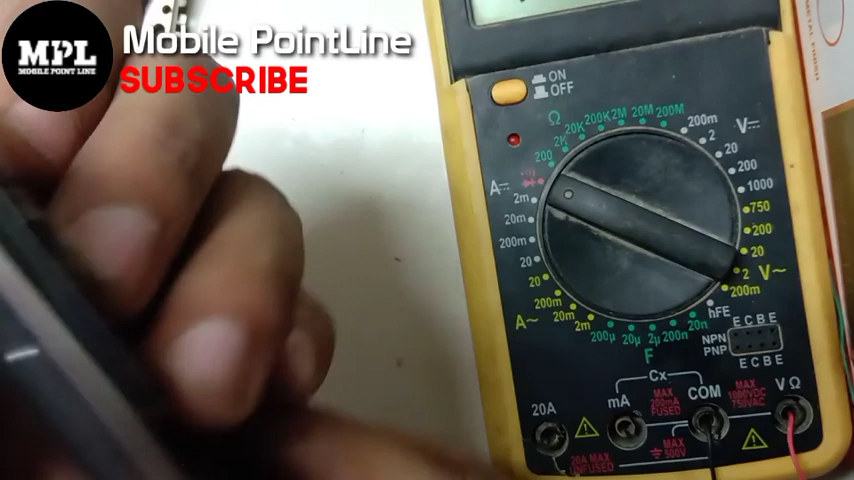 MPL
MOBILE POINT LINE
Mobile PointLine
SUBSCRIBE
ON
OFF
Ω
200 2K 20K 200K 2M 20M 200M
200m
2
V
20
200
1000
750
200
20
2
V~
200m
A
2m
20m
200m
20
20
200m
20m
2m
A~
200µ 20µ 2µ 200n 20n
F
hFE
E C B E
NPN
PNP
E C B E
Cx
20A
mA
MAX
200mA
FUSED
COM
MAX
1000VDC
750VAC
V Ω
20A MAX
UNFUSED
MAX
500V